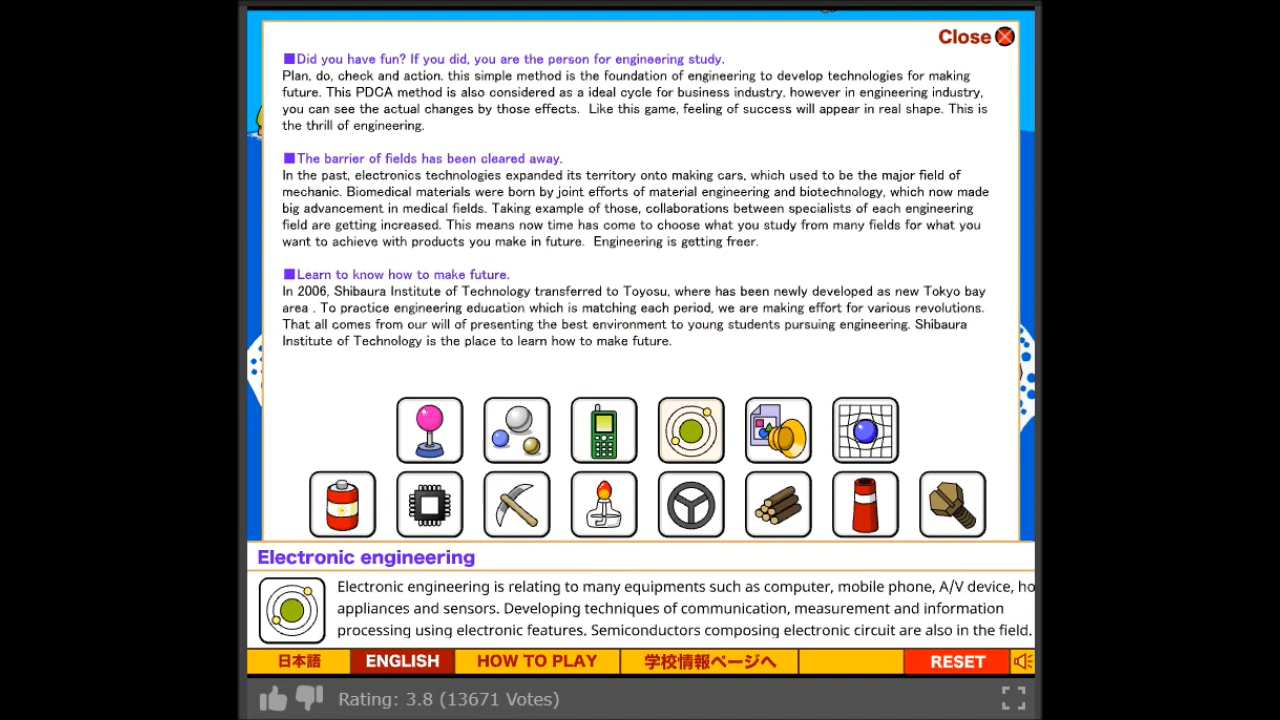 Close
■Did you have fun? If you did, you are the person for engineering study.
Plan, do, check and action. this simple method is the foundation of engineering to develop technologies for making
future. This PDCA method is also considered as a ideal cycle for business industry, however in engineering industry,
you can see the actual changes by those effects.  Like this game, feeling of success will appear in real shape. This is
the thrill of engineering.
■The barrier of fields has been cleared away.
In the past, electronics technologies expanded its territory onto making cars, which used to be the major field of
mechanic. Biomedical materials were born by joint efforts of material engineering and biotechnology, which now made
big advancement in medical fields. Taking example of those, collaborations between specialists of each engineering
field are getting increased. This means now time has come to choose what you study from many fields for what you
want to achieve with products you make in future.  Engineering is getting freer.
■Learn to know how to make future.
In 2006, Shibaura Institute of Technology transferred to Toyosu, where has been newly developed as new Tokyo bay
area . To practice engineering education which is matching each period, we are making effort for various revolutions.
That all comes from our will of presenting the best environment to young students pursuing engineering. Shibaura
Institute of Technology is the place to learn how to make future.
Electronic engineering
Electronic engineering is relating to many equipments such as computer, mobile phone, A/V device, ho
appliances and sensors. Developing techniques of communication, measurement and information
processing using electronic features. Semiconductors composing electronic circuit are also in the field.
日本語 ENGLISH HOW TO PLAY 学校情報ページへ RESET
Rating: 3.8 (13671 Votes)